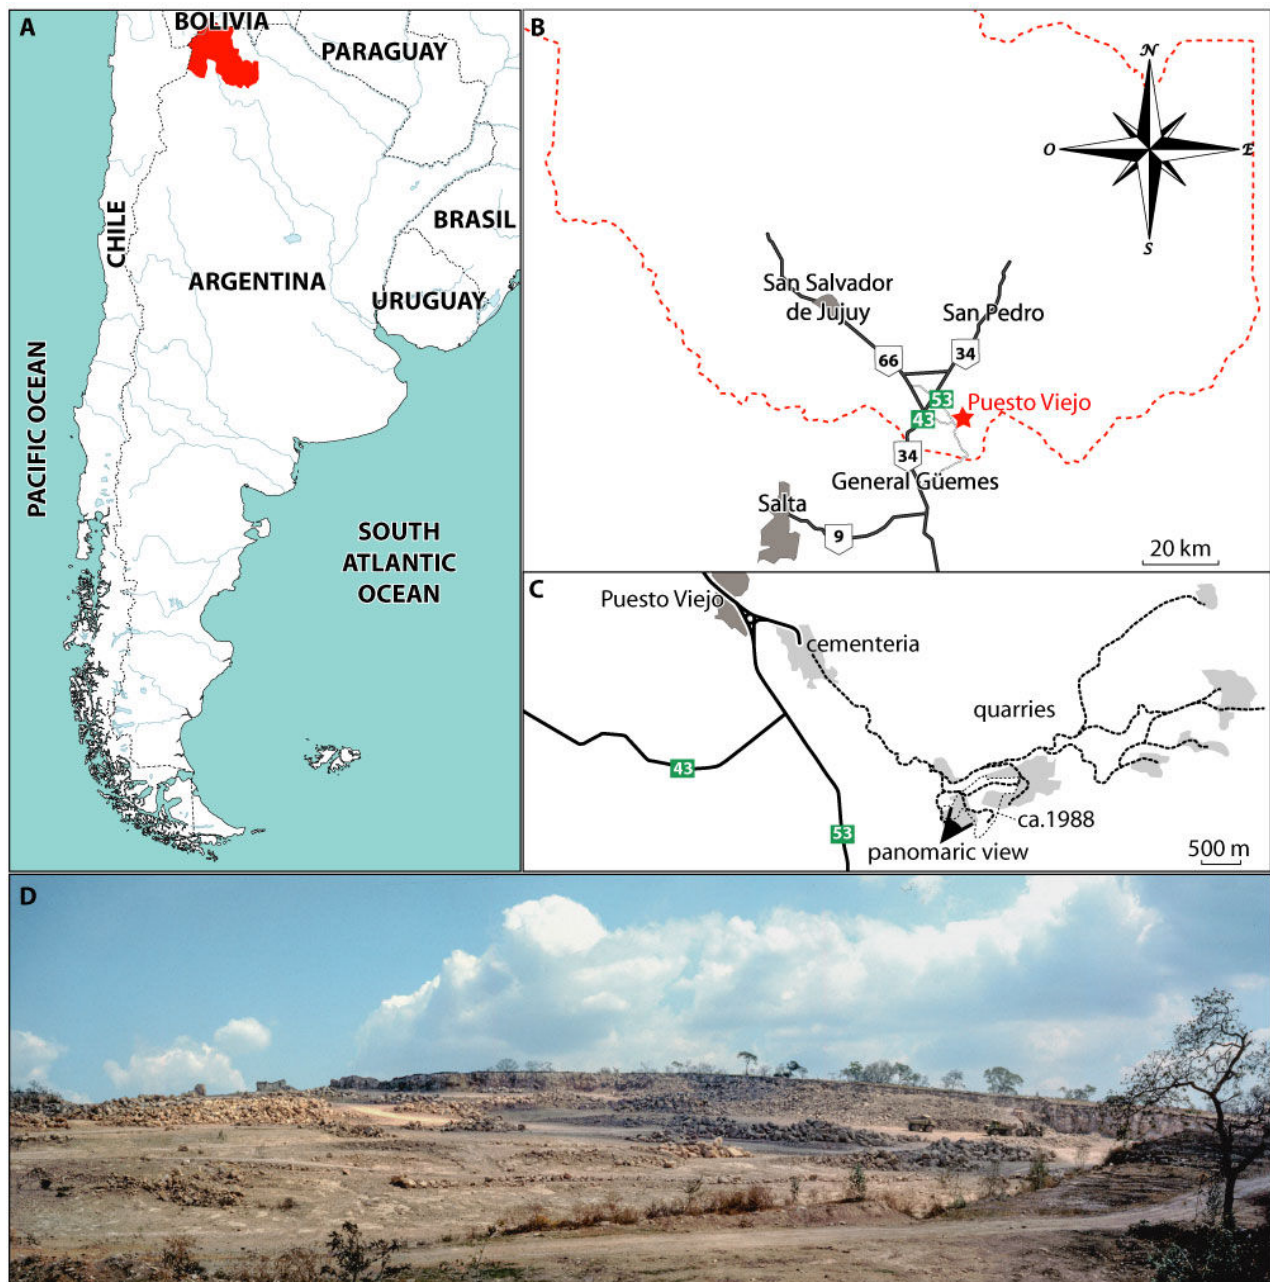 A
BOLIVIA
PARAGUAY
BRASIL
CHILE
ARGENTINA
URUGUAY
PACIFIC OCEAN
SOUTH
ATLANTIC
OCEAN
B
N
O
E
S
San Salvador
de Jujuy
San Pedro
66
34
53
Puesto Viejo
43
34
General Güemes
Salta
9
20 km
C
Puesto Viejo
cementeria
quarries
43
ca.1988
53
panomaric view
500 m
D